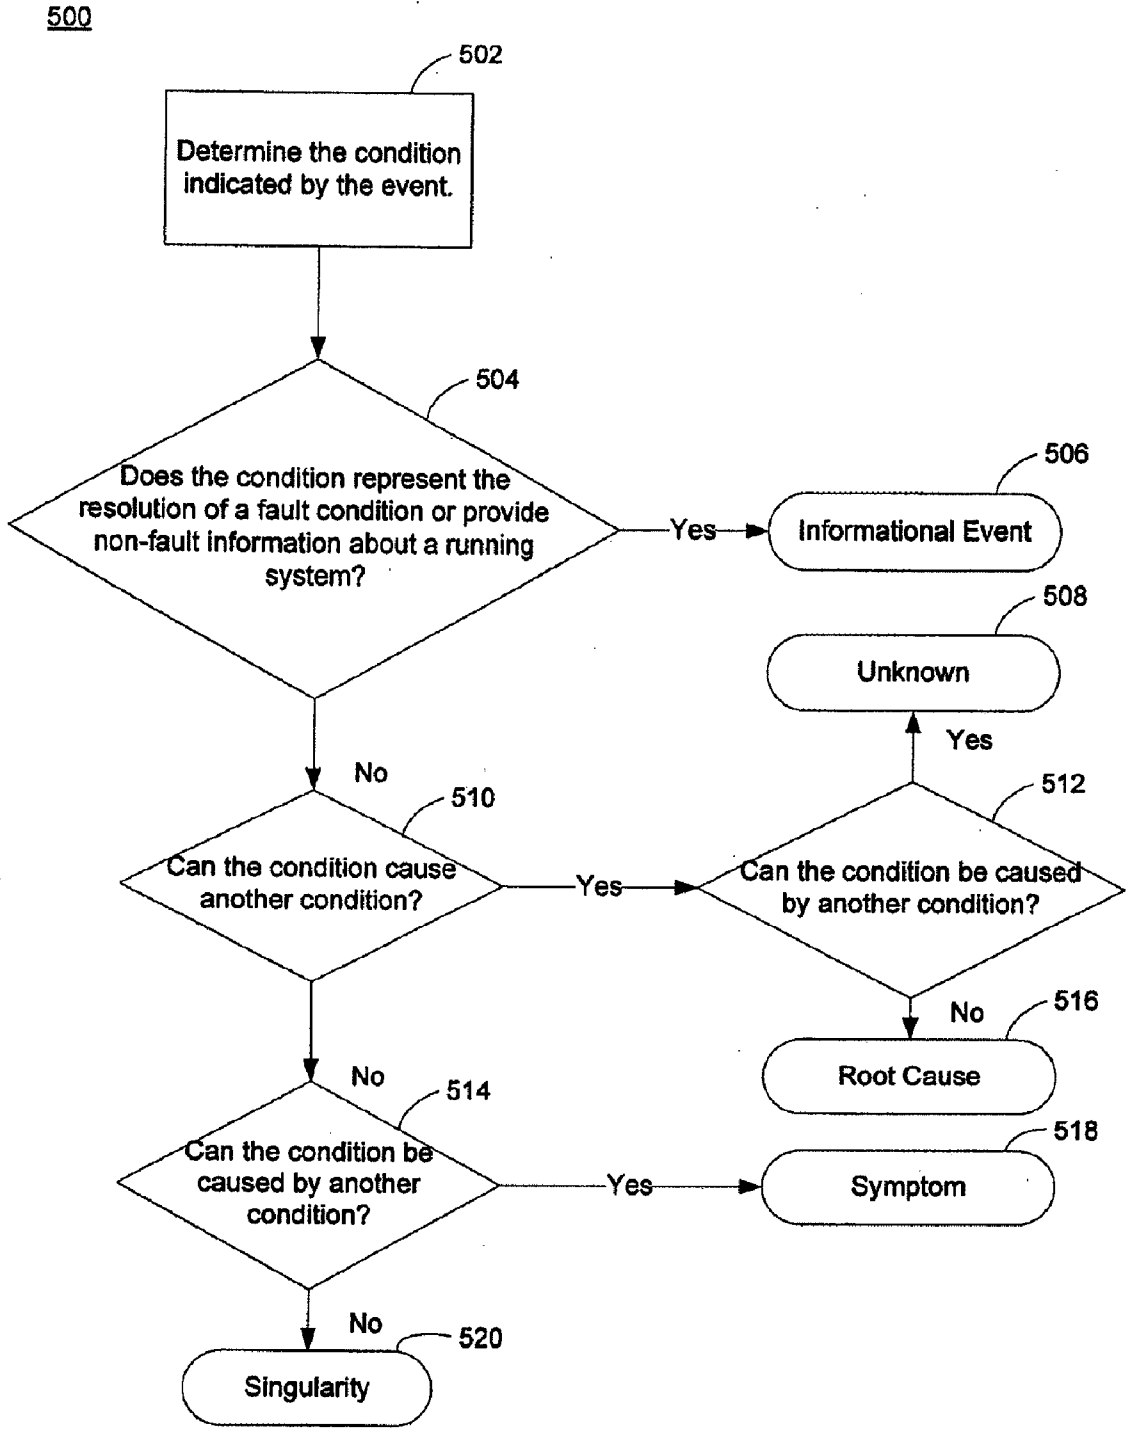 500
502
Determine the condition
indicated by the event.
504
Does the condition represent the
resolution of a fault condition or provide
non-fault information about a running
system?
Yes
506
Informational Event
508
Unknown
Yes
No
510
Can the condition cause
another condition?
Yes
512
Can the condition be caused
by another condition?
No
516
Root Cause
No
514
Can the condition be
caused by another
condition?
Yes
518
Symptom
No
520
Singularity